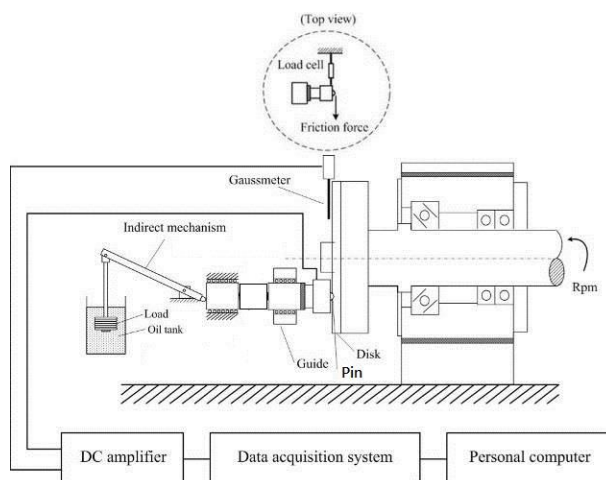 (Top view)
Load cell
Friction force
Gaussmeter
Indirect mechanism
Rpm
Load
Oil tank
Disk
Guide
Pin
DC amplifier
Data acquisition system
Personal computer